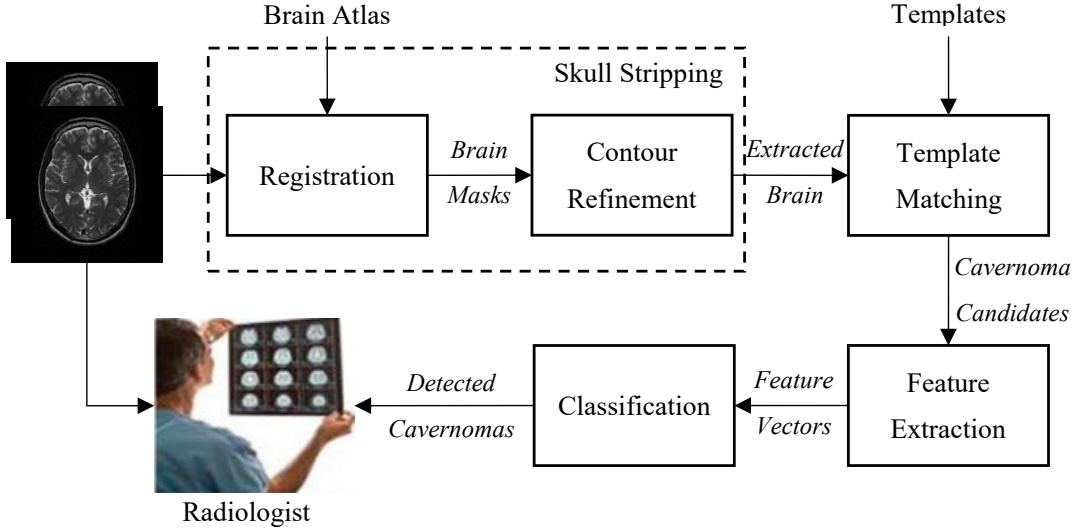 Brain Atlas
Templates
Skull Stripping
Registration
Brain
Masks
Contour
Refinement
Extracted
Brain
Template
Matching
Cavernoma
Candidates
Feature
Extraction
Feature
Vectors
Classification
Detected
Cavernomas
Radiologist